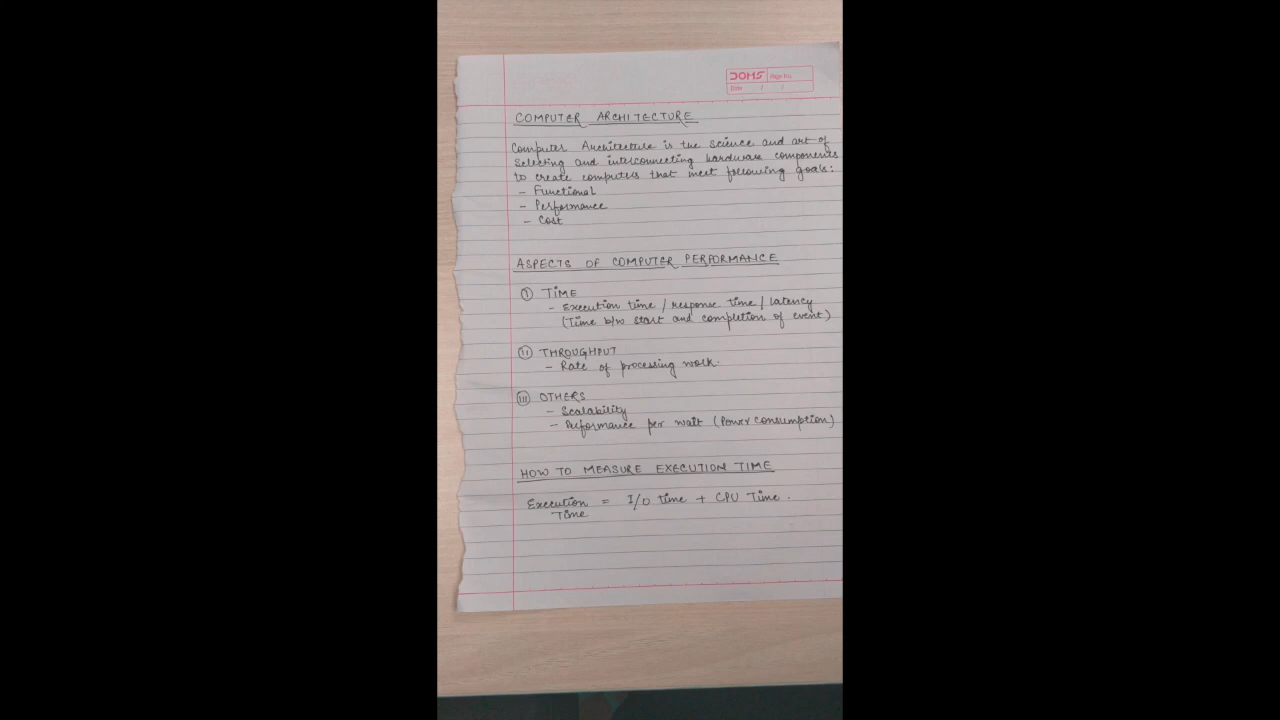 DOMS Page No.
Date / /
COMPUTER ARCHITECTURE
Computer Architecture is the science and art of
selecting and interconnecting hardware components
to create computers that meet following goals:
- Functional
- Performance
- Cost
ASPECTS OF COMPUTER PERFORMANCE
(I) TIME
- Execution time / response time / latency
(Time b/w start and completion of event)
(II) THROUGHPUT
- Rate of processing work.
(III) OTHERS
- Scalability
- Performance per watt (Power consumption)
HOW TO MEASURE EXECUTION TIME
Execution = I/O time + CPU Time.
Time